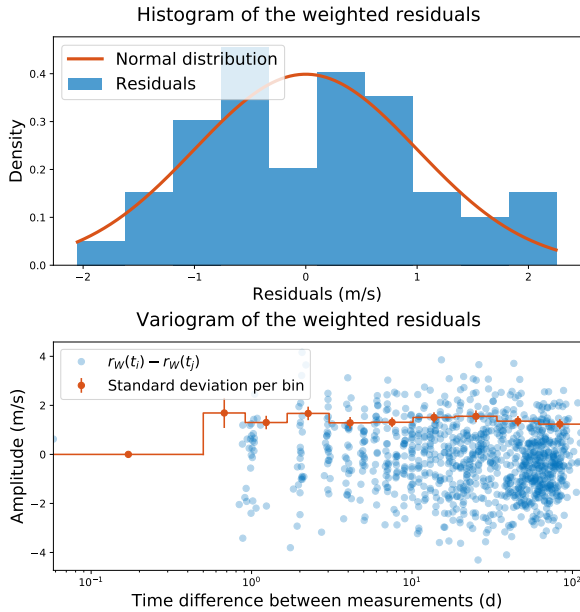 Histogram of the weighted residuals
Normal distribution
Residuals
Density
0.4
0.3
0.2
0.1
0.0
−2
−1
0
1
2
Residuals (m/s)
Variogram of the weighted residuals
r_W(t_i) − r_W(t_j)
Standard deviation per bin
Amplitude (m/s)
4
2
0
−2
−4
10⁻¹
10⁰
10¹
10²
Time difference between measurements (d)